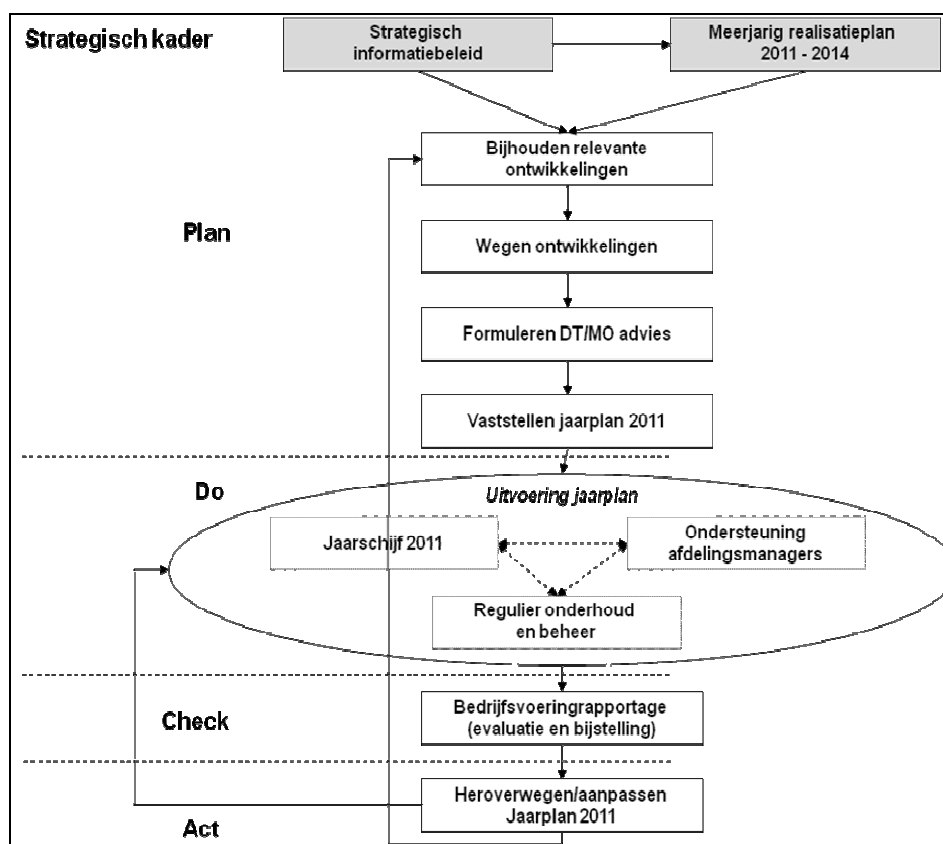 Strategisch kader
Strategisch
informatiebeleid
Meerjarig realisatieplan
2011 - 2014
Bijhouden relevante
ontwikkelingen
Plan
Wegen ontwikkelingen
Formuleren DT/MO advies
Vaststellen jaarplan 2011
Do
Uitvoering jaarplan
Jaarschijf 2011
Ondersteuning
afdelingsmanagers
Regulier onderhoud
en beheer
Check
Bedrijfsvoeringrapportage
(evaluatie en bijstelling)
Heroverwegen/aanpassen
Jaarplan 2011
Act